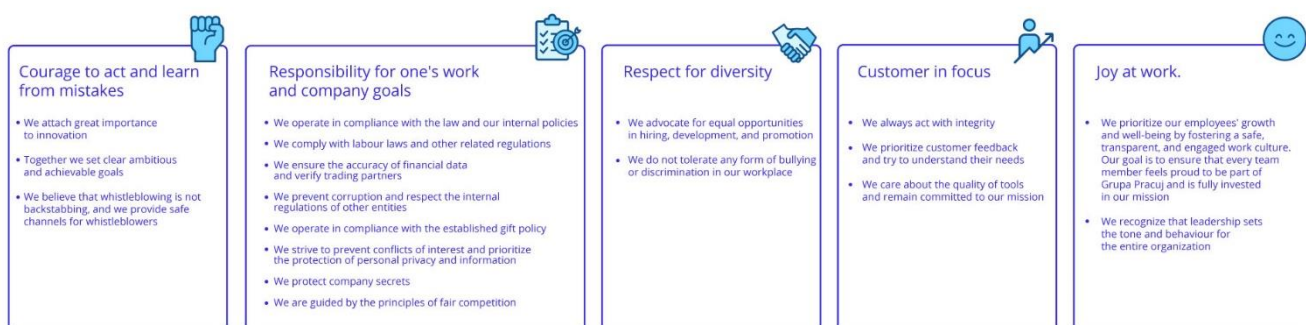 Courage to act and learn
from mistakes
• We attach great importance
to innovation
• Together we set clear ambitious
and achievable goals
• We believe that whistleblowing is not
backstabbing, and we provide safe
channels for whistleblowers
Responsibility for one's work
and company goals
• We operate in compliance with the law and our internal policies
• We comply with labour laws and other related regulations
• We ensure the accuracy of financial data
and verify trading partners
• We prevent corruption and respect the internal
regulations of other entities
• We operate in compliance with the established gift policy
• We strive to prevent conflicts of interest and prioritize
the protection of personal privacy and information
• We protect company secrets
• We are guided by the principles of fair competition
Respect for diversity
• We advocate for equal opportunities
in hiring, development, and promotion
• We do not tolerate any form of bullying
or discrimination in our workplace
Customer in focus
• We always act with integrity
• We prioritize customer feedback
and try to understand their needs
• We care about the quality of tools
and remain committed to our mission
Joy at work.
• We prioritize our employees' growth
and well-being by fostering a safe,
transparent, and engaged work culture.
Our goal is to ensure that every team
member feels proud to be part of
Grupa Pracuj and is fully invested
in our mission
• We recognize that leadership sets
the tone and behaviour for
the entire organization